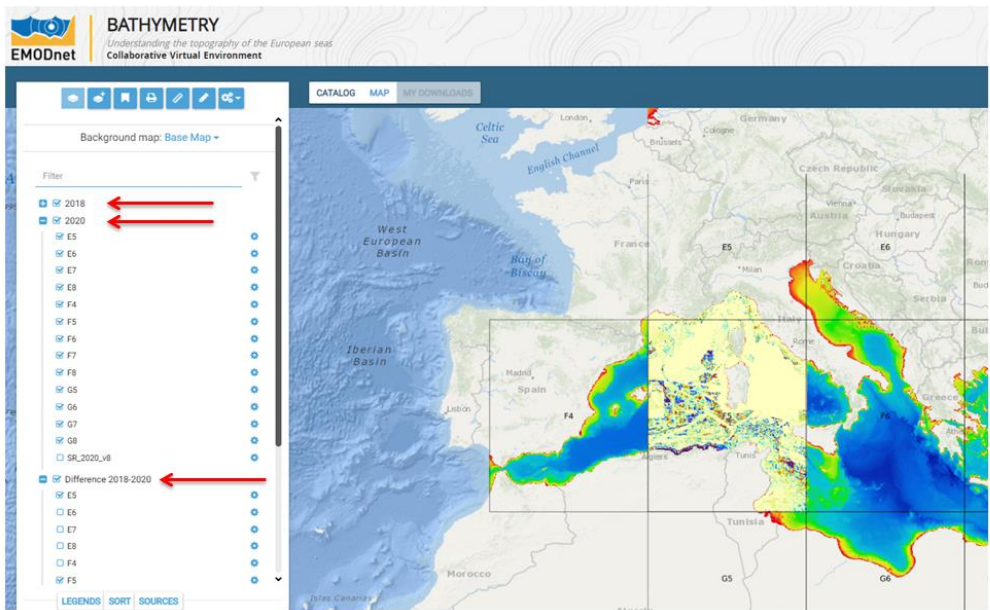 EMODnet
BATHYMETRY
Understanding the topography of the European seas
Collaborative Virtual Environment
CATALOG MAP MY DOWNLOADS
Background map: Base Map
Filter
2018
2020
E5
E6
E7
E8
F4
F5
F6
F7
F8
G5
G6
G7
G8
SR_2020_v8
Difference 2018-2020
E5
E6
E7
E8
F4
F5
LEGENDS SORT SOURCES
Celtic
Sea
London
Germany
Cologne
Brussels
English Channel
Czech Republic
Paris
Slovakia
Vienna
Austria
Budapest
West
European
Basin
Hungary
France
E5
E6
Bay of
Biscay
Milan
Croatia
Serbia
Italy
Iberian
Basin
Rome
Madrid
Spain
Greece
Lisbon
F4
F5
F6
Algiers
Tunis
Tunisia
Morocco
G5
G6
Islas Canarias